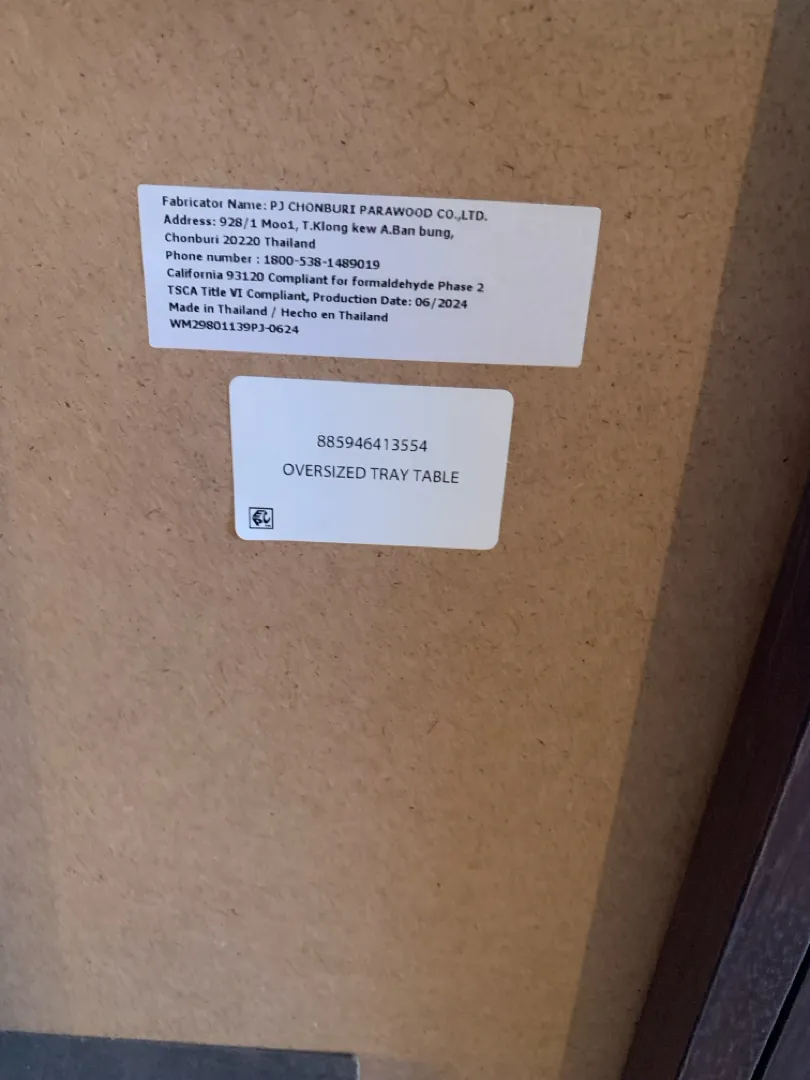 Fabricator Name: PJ CHONBURI PARAWOOD CO.,LTD.
Address: 928/1 Moo1, T.Klong kew A.Ban bung,
Chonburi 20220 Thailand
Phone number : 1800-538-1489019
California 93120 Compliant for formaldehyde Phase 2
TSCA Title VI Compliant, Production Date: 06/2024
Made in Thailand / Hecho en Thailand
WM29801139PJ-0624
885946413554
OVERSIZED TRAY TABLE